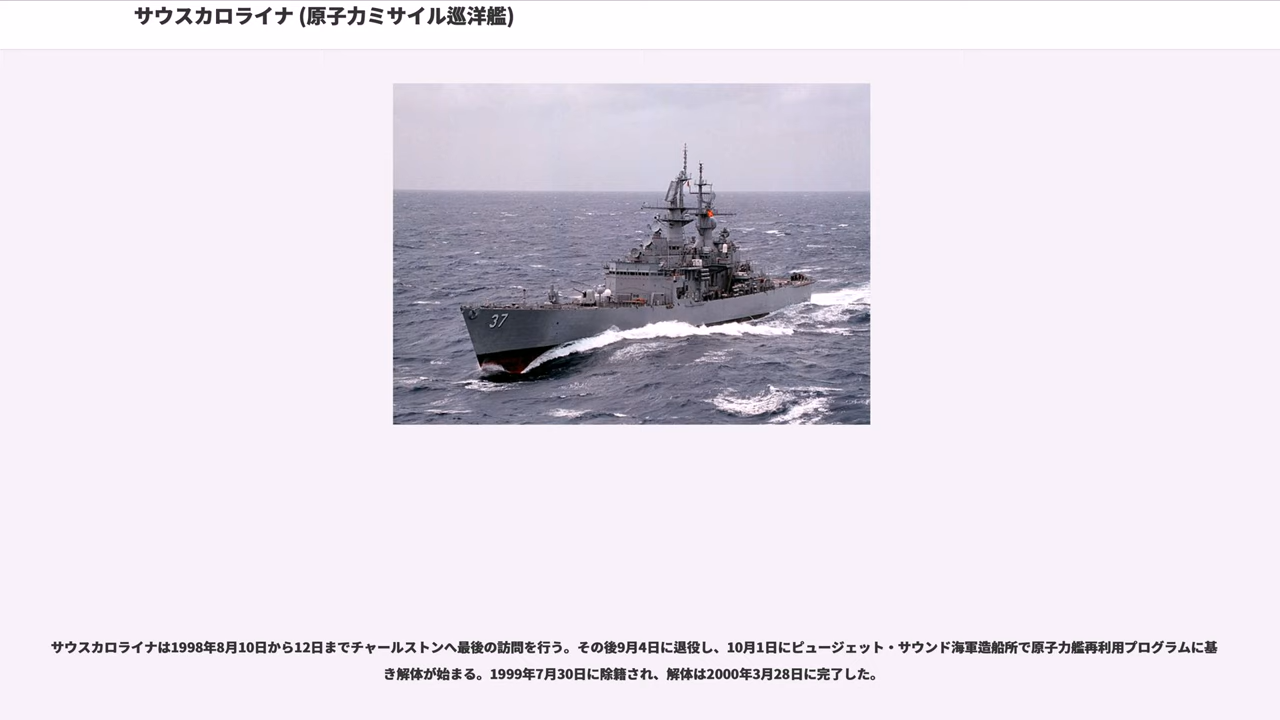 サウスカロライナ (原子力ミサイル巡洋艦)
37
サウスカロライナは1998年8月10日から12日までチャールストンへ最後の訪問を行う。その後9月4日に退役し、10月1日にピュージェット・サウンド海軍造船所で原子力艦再利用プログラムに基
き解体が始まる。1999年7月30日に除籍され、解体は2000年3月28日に完了した。